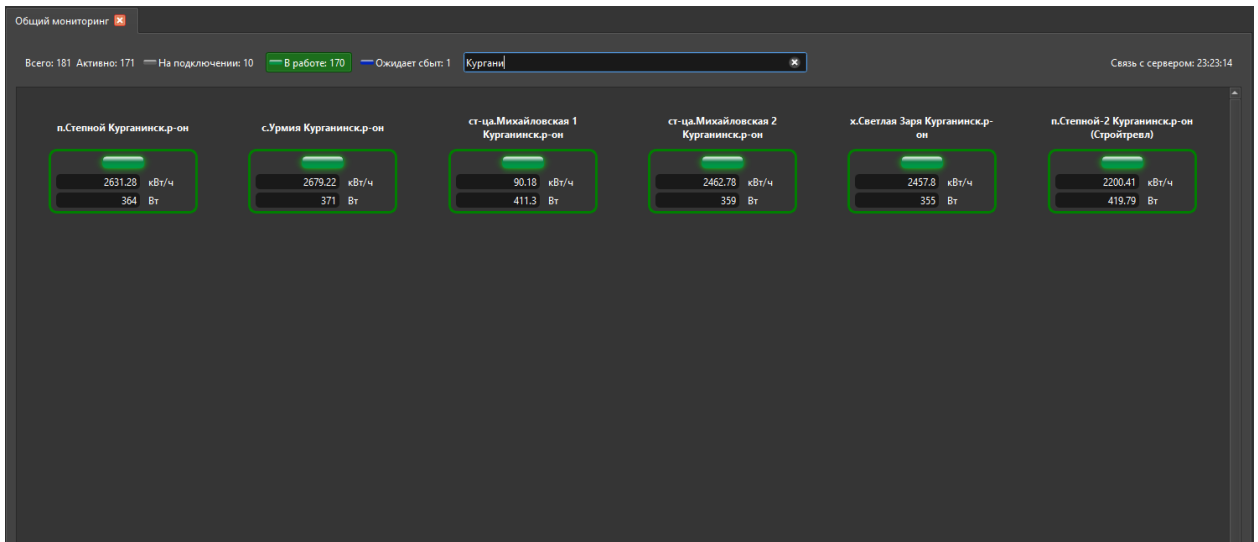 Общий мониторинг
Всего: 181 Активно: 171 На подключении: 10 В работе: 170 Ожидает сбыт: 1 Кургани Связь с сервером: 23:23:14
п.Степной Курганинск.р-он
2631.28 кВт/ч
364 Вт
с.Урмия Курганинск.р-он
2679.22 кВт/ч
371 Вт
ст-ца.Михайловская 1
Курганинск.р-он
90.18 кВт/ч
411.3 Вт
ст-ца.Михайловская 2
Курганинск.р-он
2462.78 кВт/ч
359 Вт
х.Светлая Заря Курганинск.р-
он
2457.8 кВт/ч
355 Вт
п.Степной-2 Курганинск.р-он
(Стройтревл)
2200.41 кВт/ч
419.79 Вт